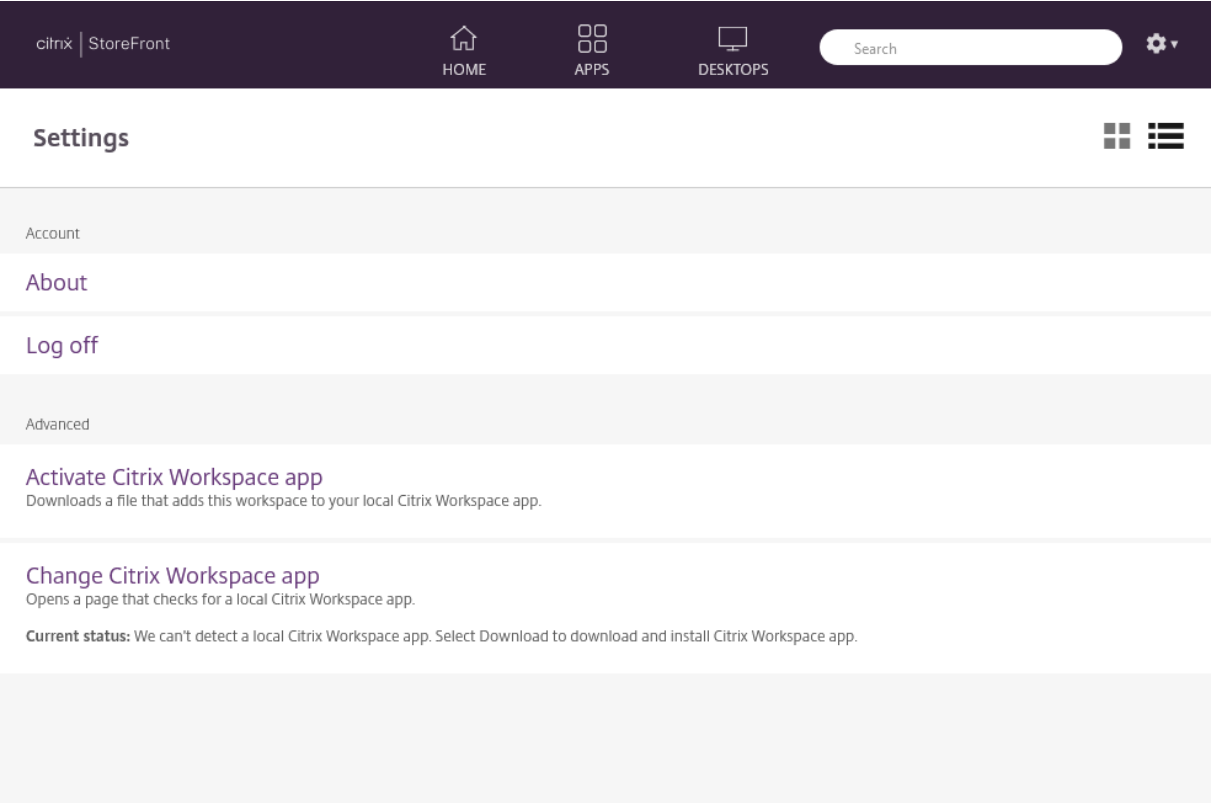 citrix | StoreFront
HOME
APPS
DESKTOPS
Search
Settings
Account
About
Log off
Advanced
Activate Citrix Workspace app
Downloads a file that adds this workspace to your local Citrix Workspace app.
Change Citrix Workspace app
Opens a page that checks for a local Citrix Workspace app.
Current status: We can't detect a local Citrix Workspace app. Select Download to download and install Citrix Workspace app.